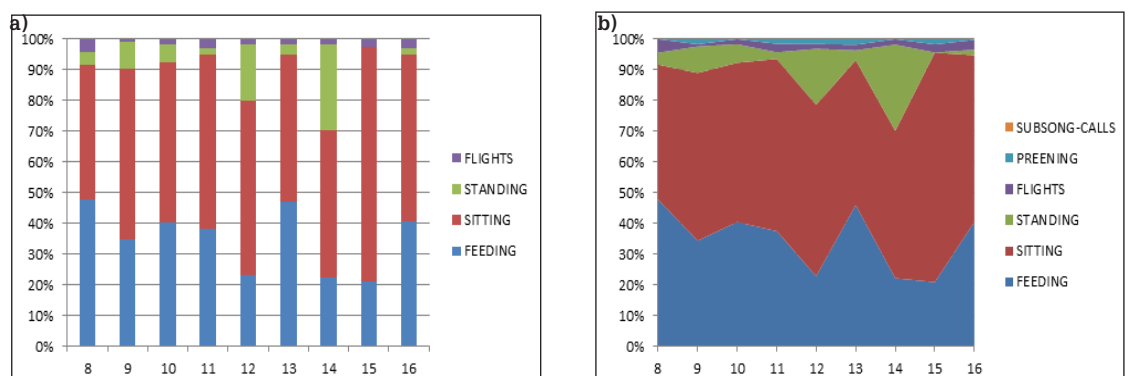 a)
100%
90%
80%
70%
60%
50%
40%
30%
20%
10%
0%
8 9 10 11 12 13 14 15 16
FLIGHTS
STANDING
SITTING
FEEDING
b)
100%
90%
80%
70%
60%
50%
40%
30%
20%
10%
0%
8 9 10 11 12 13 14 15 16
SUBSONG-CALLS
PREENING
FLIGHTS
STANDING
SITTING
FEEDING